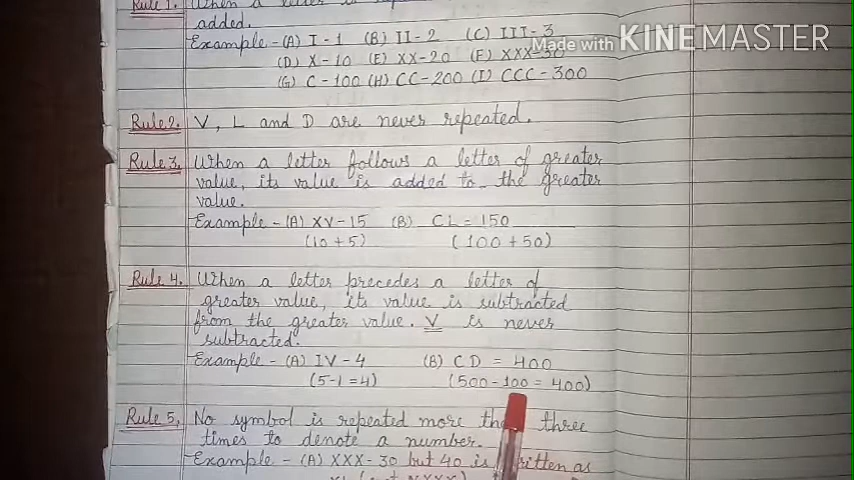 Rule 1. When a letter is
added.
Example - (A) I - 1 (B) II - 2 (C) III - 3
Made with KINEMASTER
(D) X - 10 (E) XX - 20 (F) XXX - 30
(G) C - 100 (H) CC - 200 (I) CCC - 300
Rule 2. V, L and D are never repeated.
Rule 3. When a letter follows a letter of greater
value, its value is added to the greater
value.
Example - (A) XV - 15 (B) CL = 150
(10 + 5) (100 + 50)
Rule 4. When a letter precedes a letter of
greater value, its value is subtracted
from the greater value. V is never
subtracted.
Example - (A) IV - 4 (B) CD = 400
(5 - 1 = 4) (500 - 100 = 400)
Rule 5. No symbol is repeated more three
times to denote a number.
Example - (A) XXX - 30 but 40 is written as